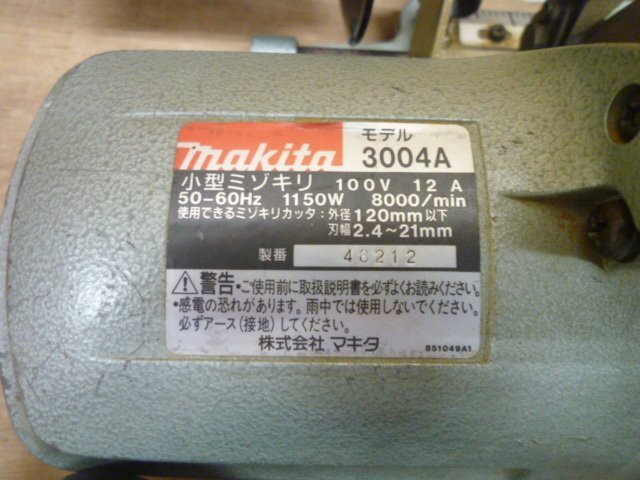 モデル
makita 3004A
小型ミゾキリ 100V 12A
50-60Hz 1150W 8000/min
使用できるミゾキリカッタ:外径120mm以下
刃幅2.4~21mm
製番 48212
⚠警告・ご使用前に取扱説明書を必ずよくお読みください。
・感電の恐れがあります。雨中では使用しないでください。
必ずアース(接地)してください。
株式会社 マキタ 851049A1